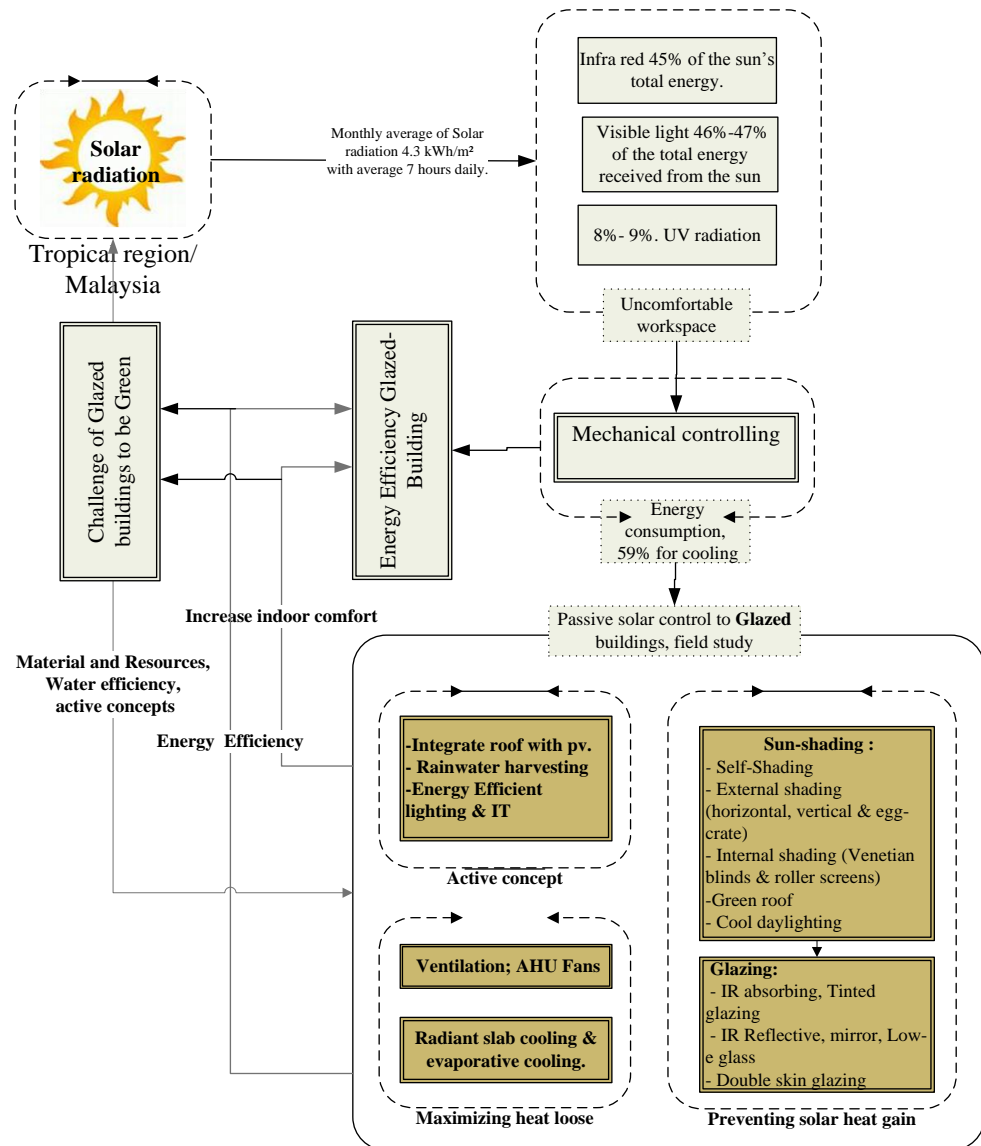 Solar
radiation
Tropical region/
Malaysia
Monthly average of Solar
radiation 4.3 kWh/m²
with average 7 hours daily.
Infra red 45% of the sun's
total energy.
Visible light 46%-47%
of the total energy
received from the sun
8%- 9%. UV radiation
Uncomfortable
workspace
Challenge of Glazed
buildings to be Green
Energy Efficiency Glazed-
Building
Mechanical controlling
Energy
consumption,
59% for cooling
Increase indoor comfort
Material and Resources,
Water efficiency,
active concepts
Energy Efficiency
Passive solar control to Glazed
buildings, field study
-Integrate roof with pv.
- Rainwater harvesting
-Energy Efficient
lighting & IT
Active concept
Ventilation; AHU Fans
Radiant slab cooling &
evaporative cooling.
Maximizing heat loose
Sun-shading :
- Self-Shading
- External shading
(horizontal, vertical & egg-
crate)
- Internal shading (Venetian
blinds & roller screens)
-Green roof
- Cool daylighting
Glazing:
- IR absorbing, Tinted
glazing
- IR Reflective, mirror, Low-
e glass
- Double skin glazing
Preventing solar heat gain